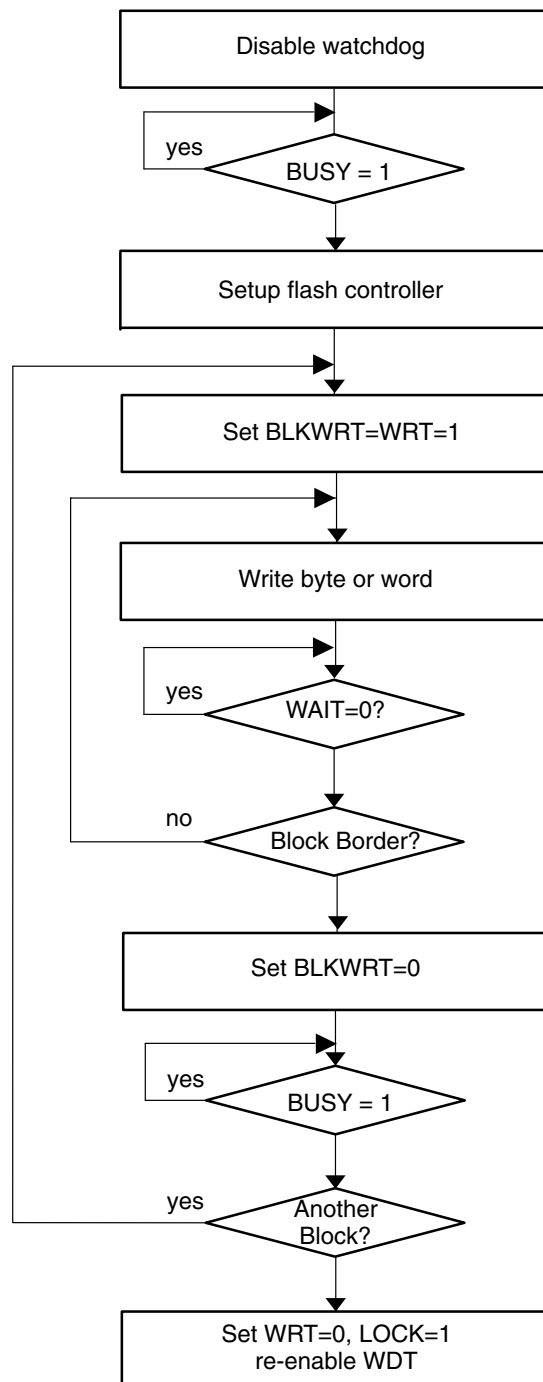 Disable watchdog
yes
BUSY = 1
Setup flash controller
Set BLKWRT=WRT=1
Write byte or word
yes
WAIT=0?
no
Block Border?
Set BLKWRT=0
yes
BUSY = 1
yes
Another
Block?
Set WRT=0, LOCK=1
re-enable WDT